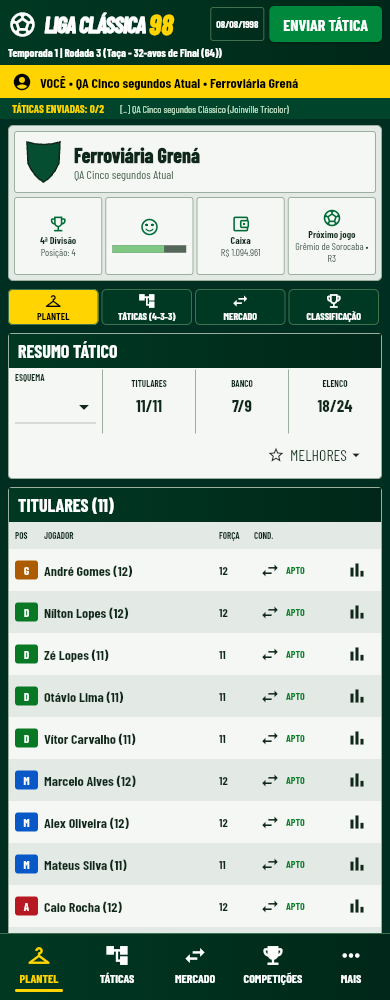 LIGA CLÁSSICA 98
08/08/1998
ENVIAR TÁTICA
Temporada 1 | Rodada 3 (Taça - 32-avos de Final (64))
VOCÊ • QA Cinco segundos Atual • Ferroviária Grená
TÁTICAS ENVIADAS: 0/2
[...] QA Cinco segundos Clássico (Joinville Tricolor)
Ferroviária Grená
QA Cinco segundos Atual
4ª Divisão
Posição: 4
Caixa
R$ 1.094.961
Próximo jogo
Grêmio de Sorocaba •
R3
PLANTEL
TÁTICAS (4-3-3)
MERCADO
CLASSIFICAÇÃO
RESUMO TÁTICO
ESQUEMA
TITULARES
11/11
BANCO
7/9
ELENCO
18/24
MELHORES
TITULARES (11)
POS JOGADOR FORÇA COND.
G André Gomes (12) 12 APTO
D Nílton Lopes (12) 12 APTO
D Zé Lopes (11) 11 APTO
D Otávio Lima (11) 11 APTO
D Vítor Carvalho (11) 11 APTO
M Marcelo Alves (12) 12 APTO
M Alex Oliveira (12) 12 APTO
M Mateus Silva (11) 11 APTO
A Caio Rocha (12) 12 APTO
PLANTEL
TÁTICAS
MERCADO
COMPETIÇÕES
MAIS